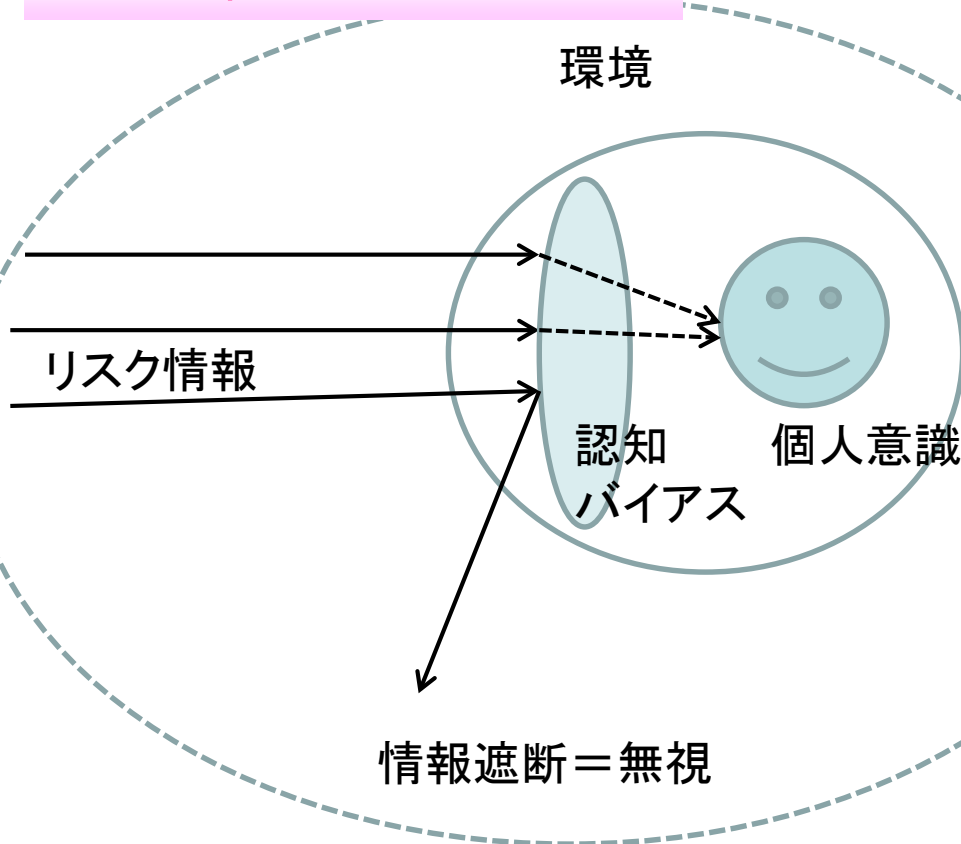 環境
リスク情報
認知
バイアス
個人意識
情報遮断＝無視